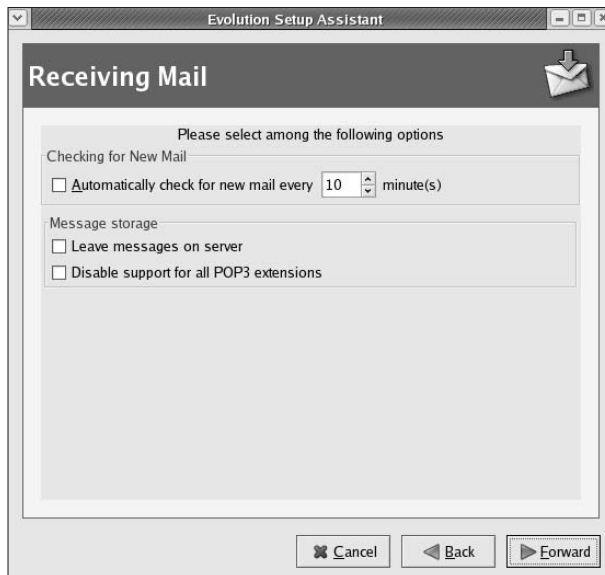 Evolution Setup Assistant
Receiving Mail
Please select among the following options
Checking for New Mail
Automatically check for new mail every 10 minute(s)
Message storage
Leave messages on server
Disable support for all POP3 extensions
Cancel Back Forward